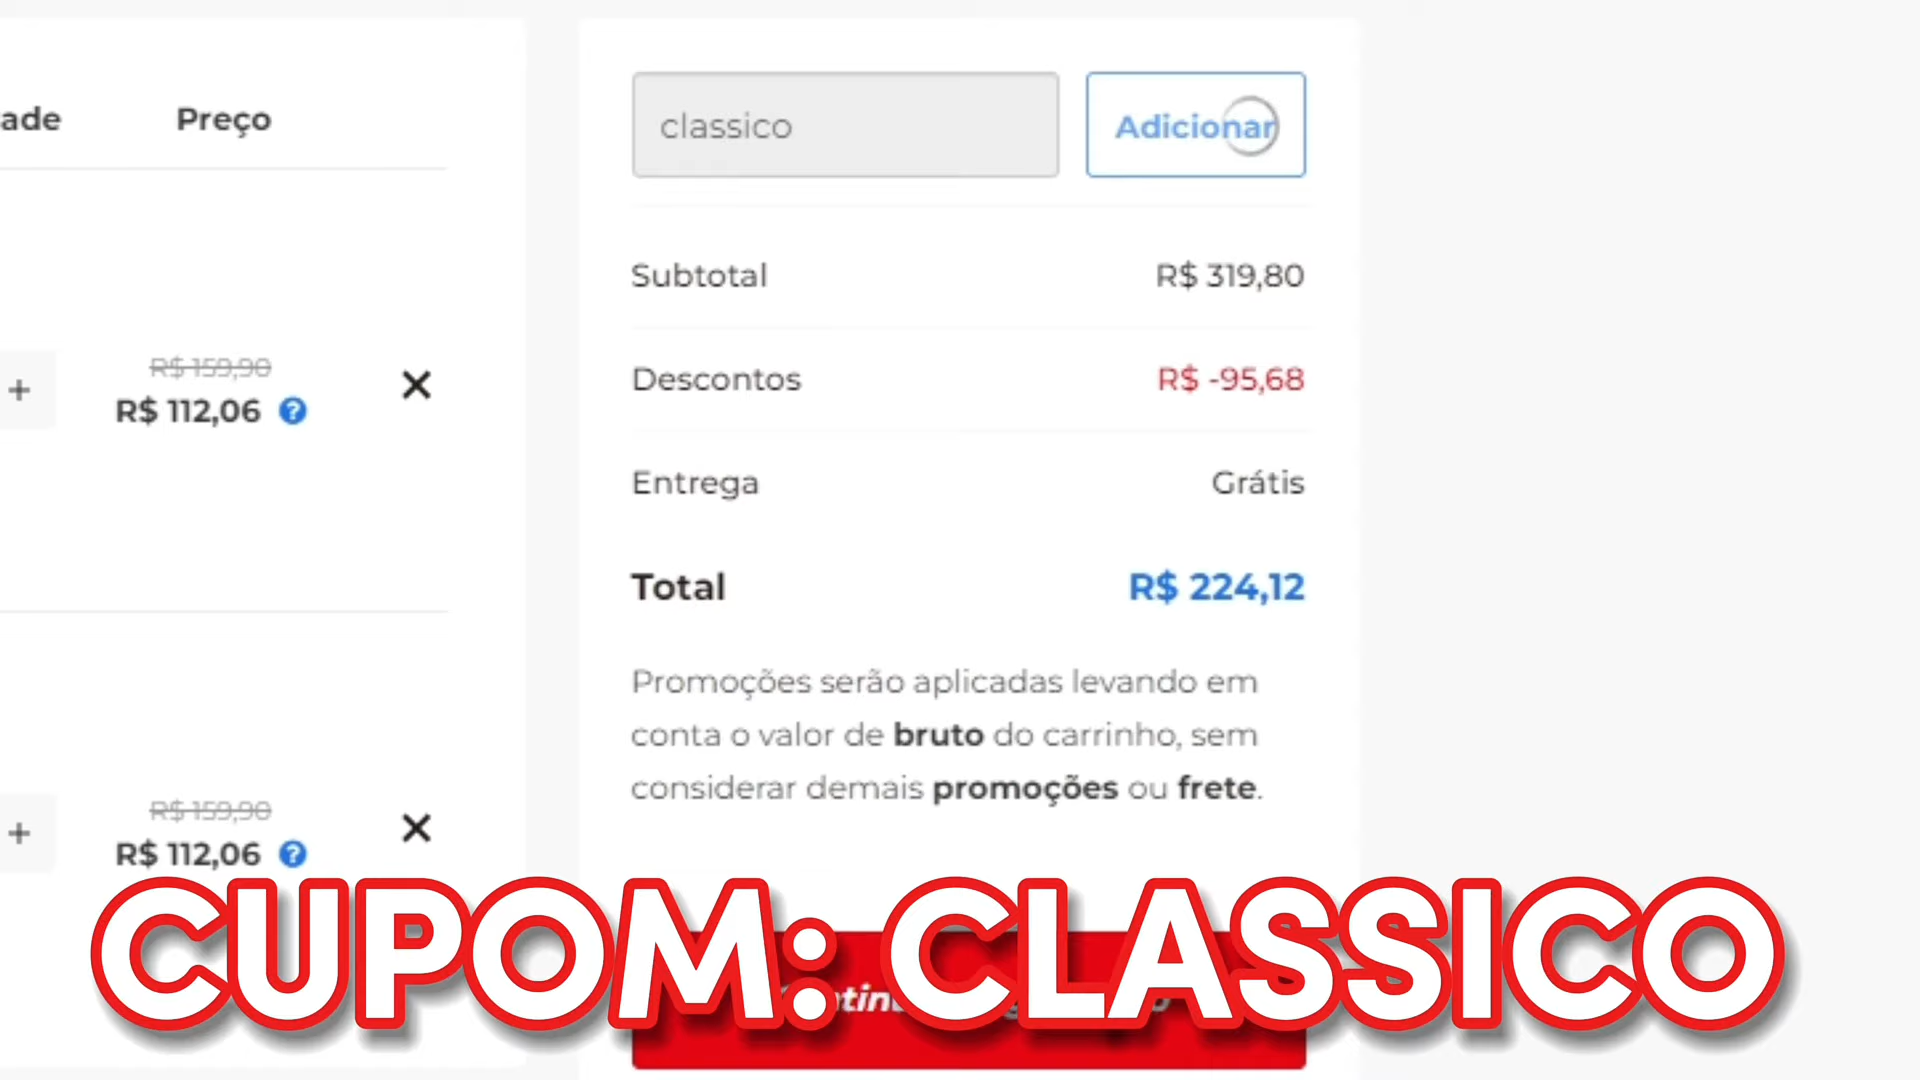 ade Preço
classico Adicionar
Subtotal R$ 319,80
R$ 159,90
+ R$ 112,06 ? X
Descontos R$ -95,68
Entrega Grátis
Total R$ 224,12
Promoções serão aplicadas levando em
conta o valor de bruto do carrinho, sem
considerar demais promoções ou frete.
R$ 159,90
+ R$ 112,06 ? X
CUPOM: CLASSICO